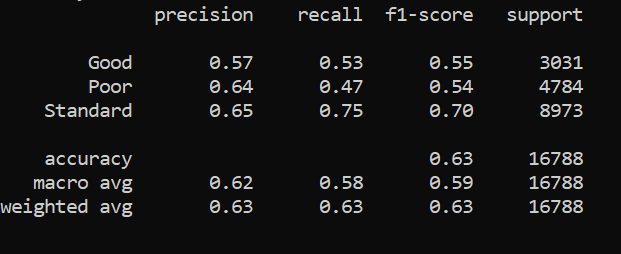 precision recall f1-score support
Good 0.57 0.53 0.55 3031
Poor 0.64 0.47 0.54 4784
Standard 0.65 0.75 0.70 8973
accuracy 0.63 16788
macro avg 0.62 0.58 0.59 16788
weighted avg 0.63 0.63 0.63 16788